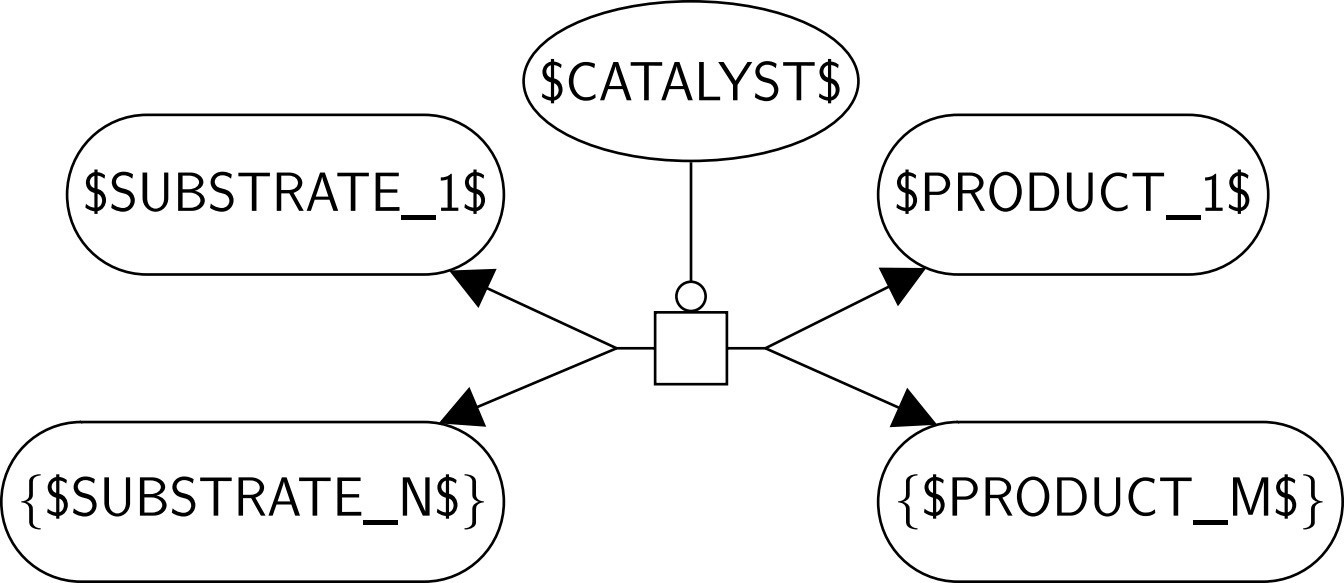 $CATALYST$
$SUBSTRATE_1$
$PRODUCT_1$
{$SUBSTRATE_N$}
{$PRODUCT_M$}